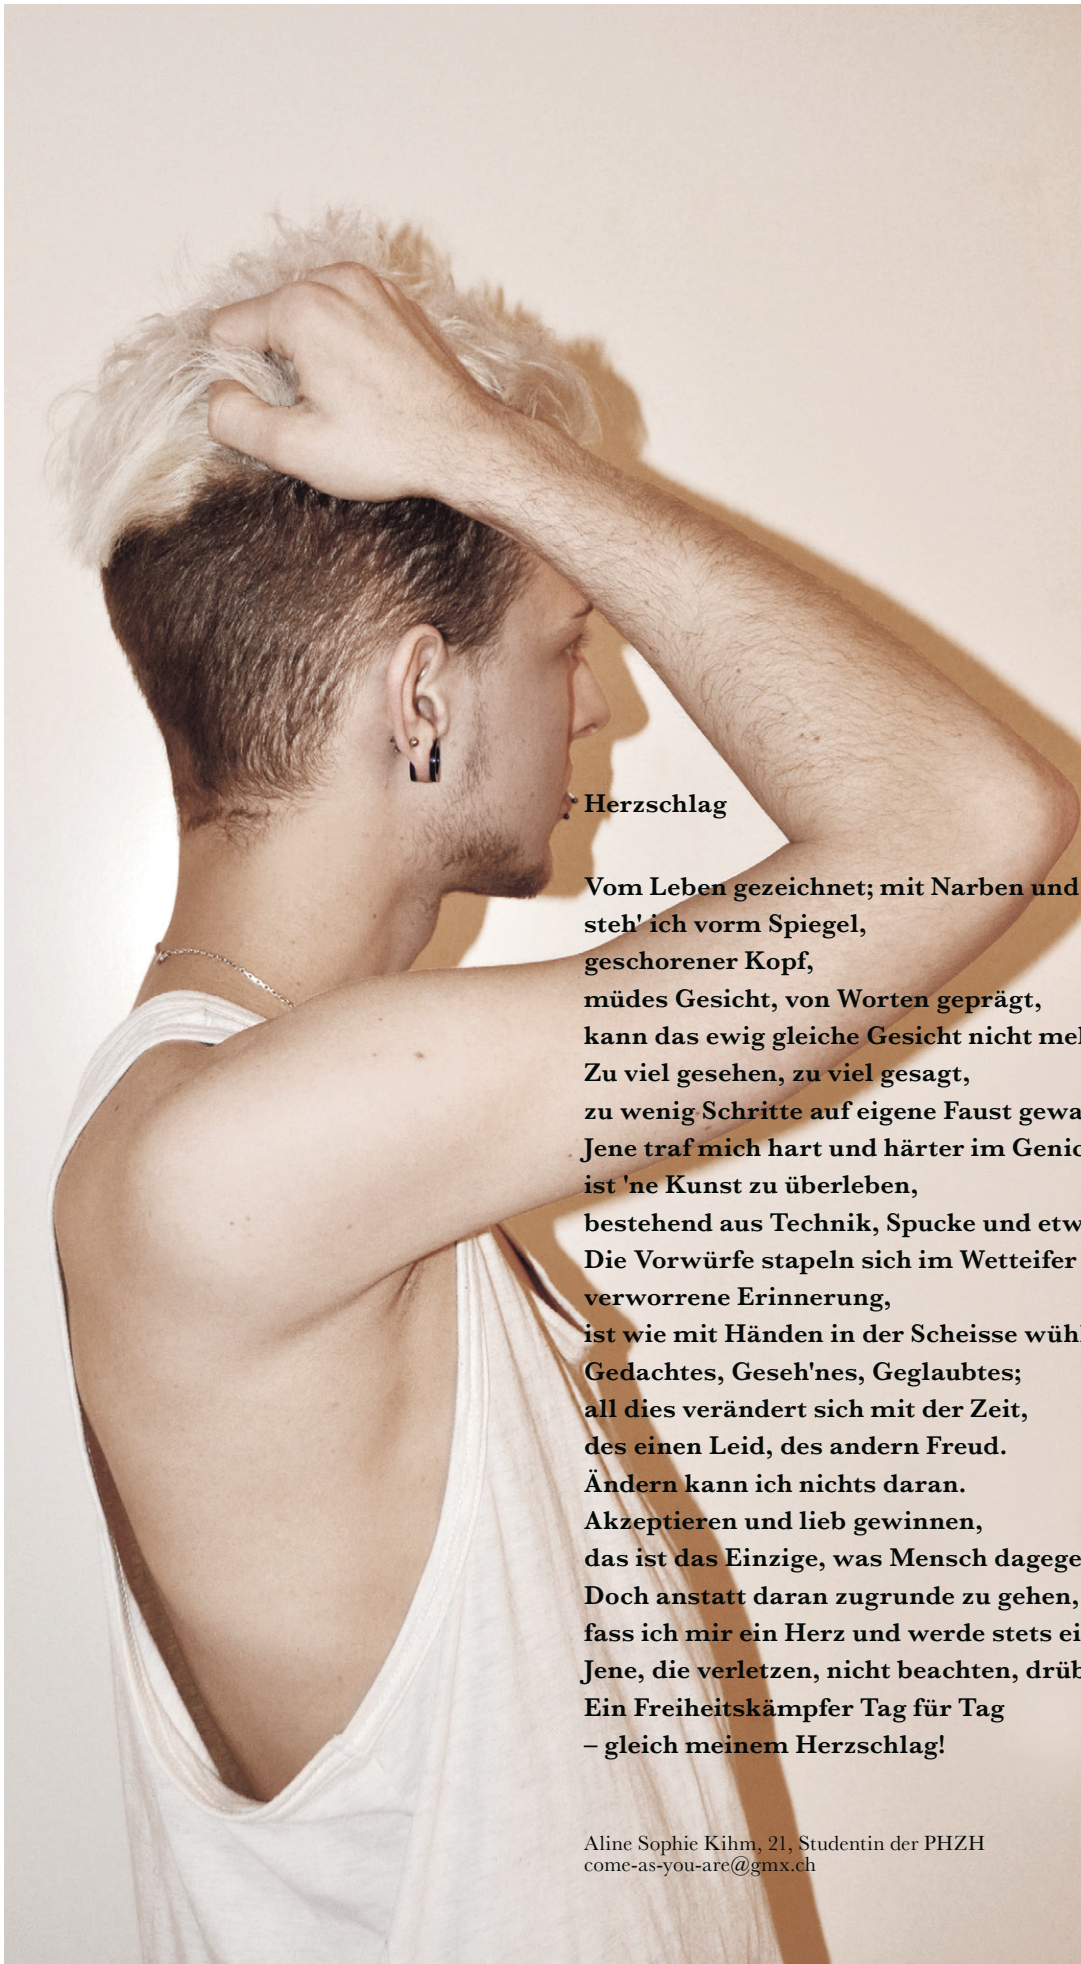 Herzschlag
Vom Leben gezeichnet; mit Narben und
steh' ich vorm Spiegel,
geschorener Kopf,
müdes Gesicht, von Worten geprägt,
kann das ewig gleiche Gesicht nicht
Zu viel gesehen, zu viel gesagt,
zu wenig Schritte auf eigene Faust
Jene traf mich hart und härter im
ist 'ne Kunst zu überleben,
bestehend aus Technik, Spucke und
Die Vorwürfe stapeln sich im Wetteifer
verworrene Erinnerung,
ist wie mit Händen in der Scheisse
Gedachtes, Geseh'nes, Geglaubtes;
all dies verändert sich mit der Zeit,
des einen Leid, des andern Freud.
Ändern kann ich nichts daran.
Akzeptieren und lieb gewinnen,
das ist das Einzige, was Mensch
Doch anstatt daran zugrunde zu gehen,
fass ich mir ein Herz und werde stets
Jene, die verletzen, nicht beachten,
Ein Freiheitskämpfer Tag für Tag
– gleich meinem Herzschlag!
Aline Sophie Kihm, 21, Studentin der PHZH
come-as-you-are@gmx.ch